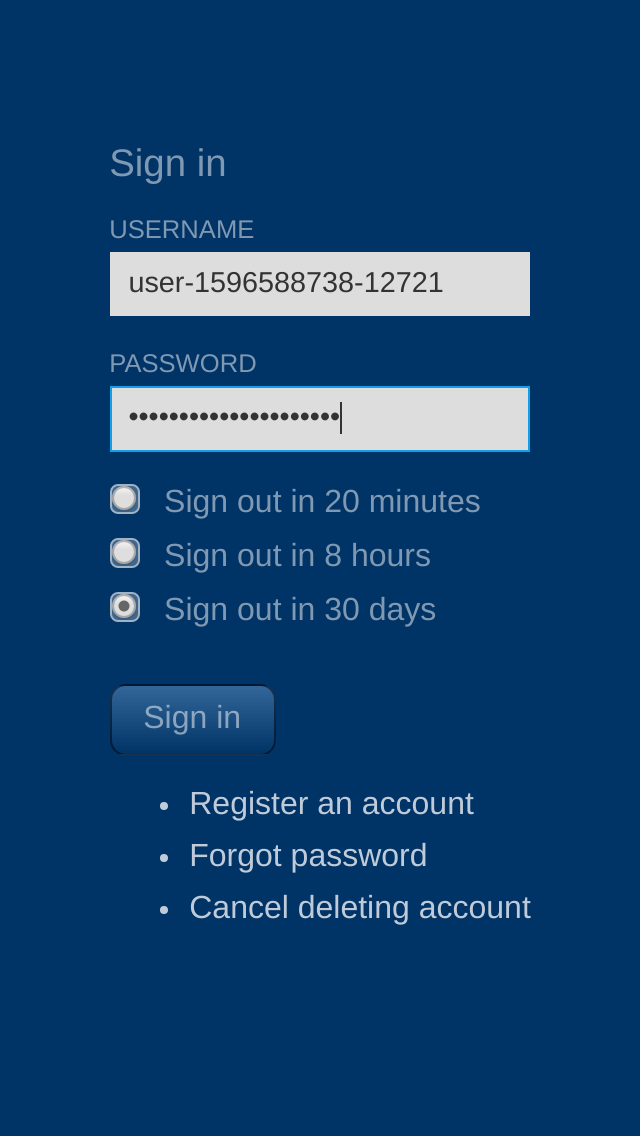 Sign in
USERNAME
user-1596588738-12721
PASSWORD
•••••••••••••••••••••
Sign out in 20 minutes
Sign out in 8 hours
Sign out in 30 days
Sign in
• Register an account
• Forgot password
• Cancel deleting account